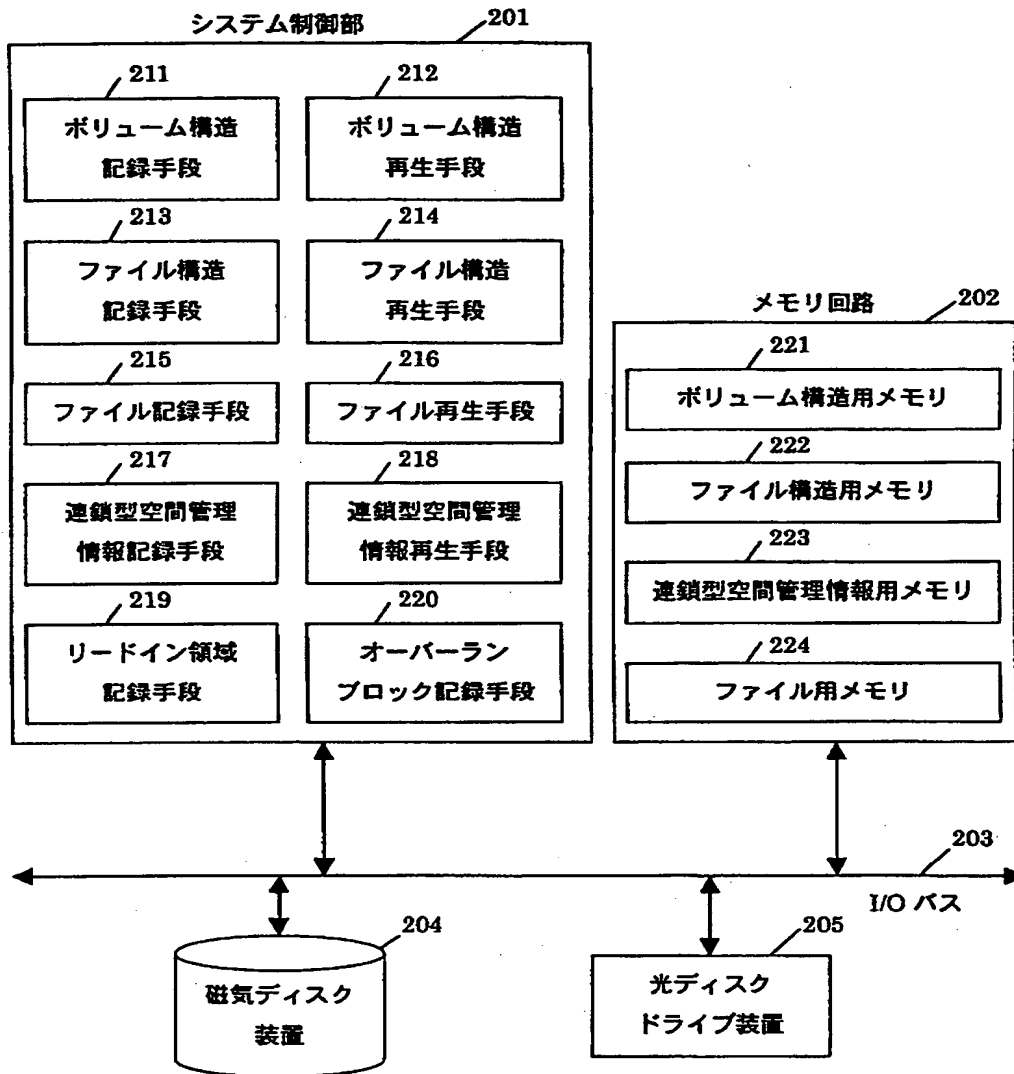 システム制御部
201
211
212
ボリューム構造
記録手段
ボリューム構造
再生手段
213
214
ファイル構造
記録手段
ファイル構造
再生手段
215
216
ファイル記録手段
ファイル再生手段
217
218
連鎖型空間管理
情報記録手段
連鎖型空間管理
情報再生手段
219
220
リードイン領域
記録手段
オーバーラン
ブロック記録手段
メモリ回路
202
221
ボリューム構造用メモリ
222
ファイル構造用メモリ
223
連鎖型空間管理情報用メモリ
224
ファイル用メモリ
203
I/O バス
204
磁気ディスク
装置
205
光ディスク
ドライブ装置